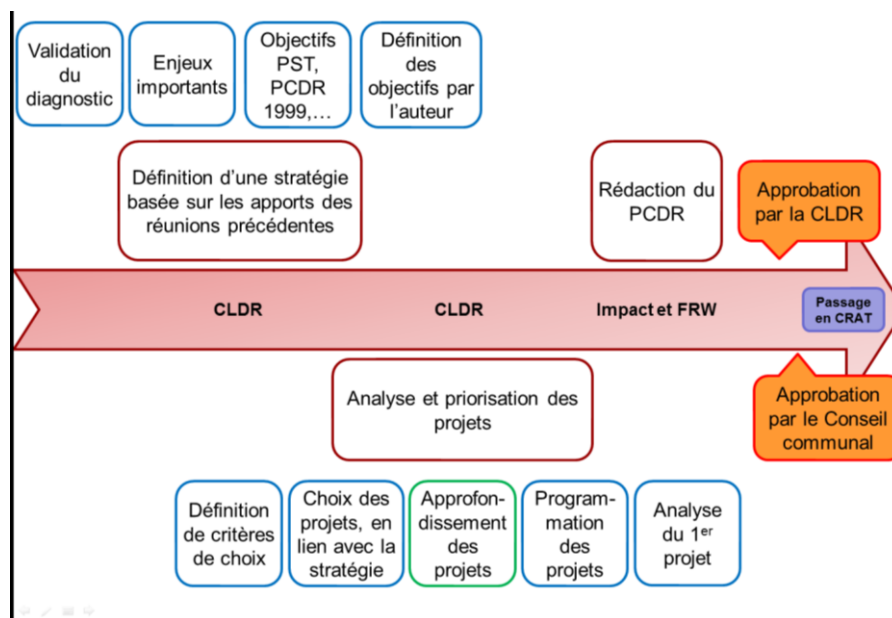 Validation
du
diagnostic
Enjeux
importants
Objectifs
PST,
PCDR
1999,…
Définition
des
objectifs par
l’auteur
Définition d’une stratégie
basée sur les apports des
réunions précédentes
Rédaction du
PCDR
Approbation
par la CLDR
CLDR
CLDR
Impact et FRW
Passage
en CRAT
Analyse et priorisation des
projets
Approbation
par le Conseil
communal
Définition
de critères
de choix
Choix des
projets, en
lien avec la
stratégie
Approfon-
dissement
des
projets
Program-
mation
des
projets
Analyse
du 1er
projet